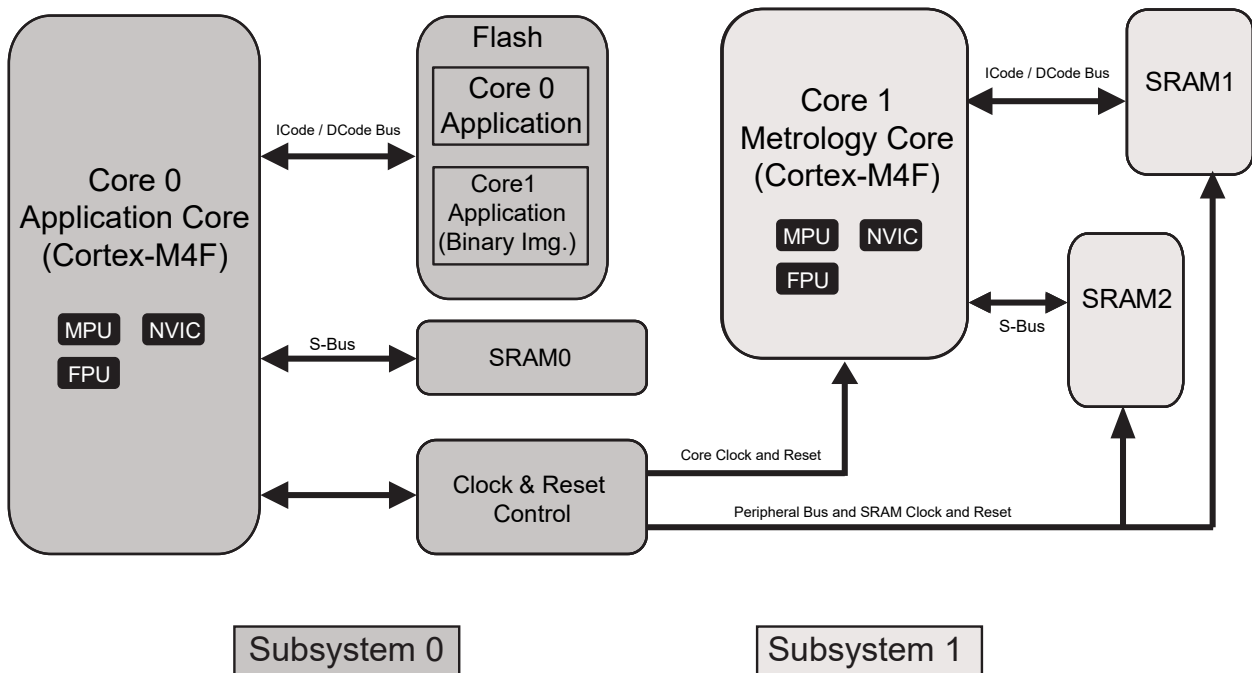 Core 0
Application Core
(Cortex-M4F)
MPU
NVIC
FPU
ICode / DCode Bus
Flash
Core 0
Application
Core1
Application
(Binary Img.)
S-Bus
SRAM0
Clock & Reset
Control
Core 1
Metrology Core
(Cortex-M4F)
MPU
NVIC
FPU
ICode / DCode Bus
SRAM1
S-Bus
SRAM2
Core Clock and Reset
Peripheral Bus and SRAM Clock and Reset
Subsystem 0
Subsystem 1